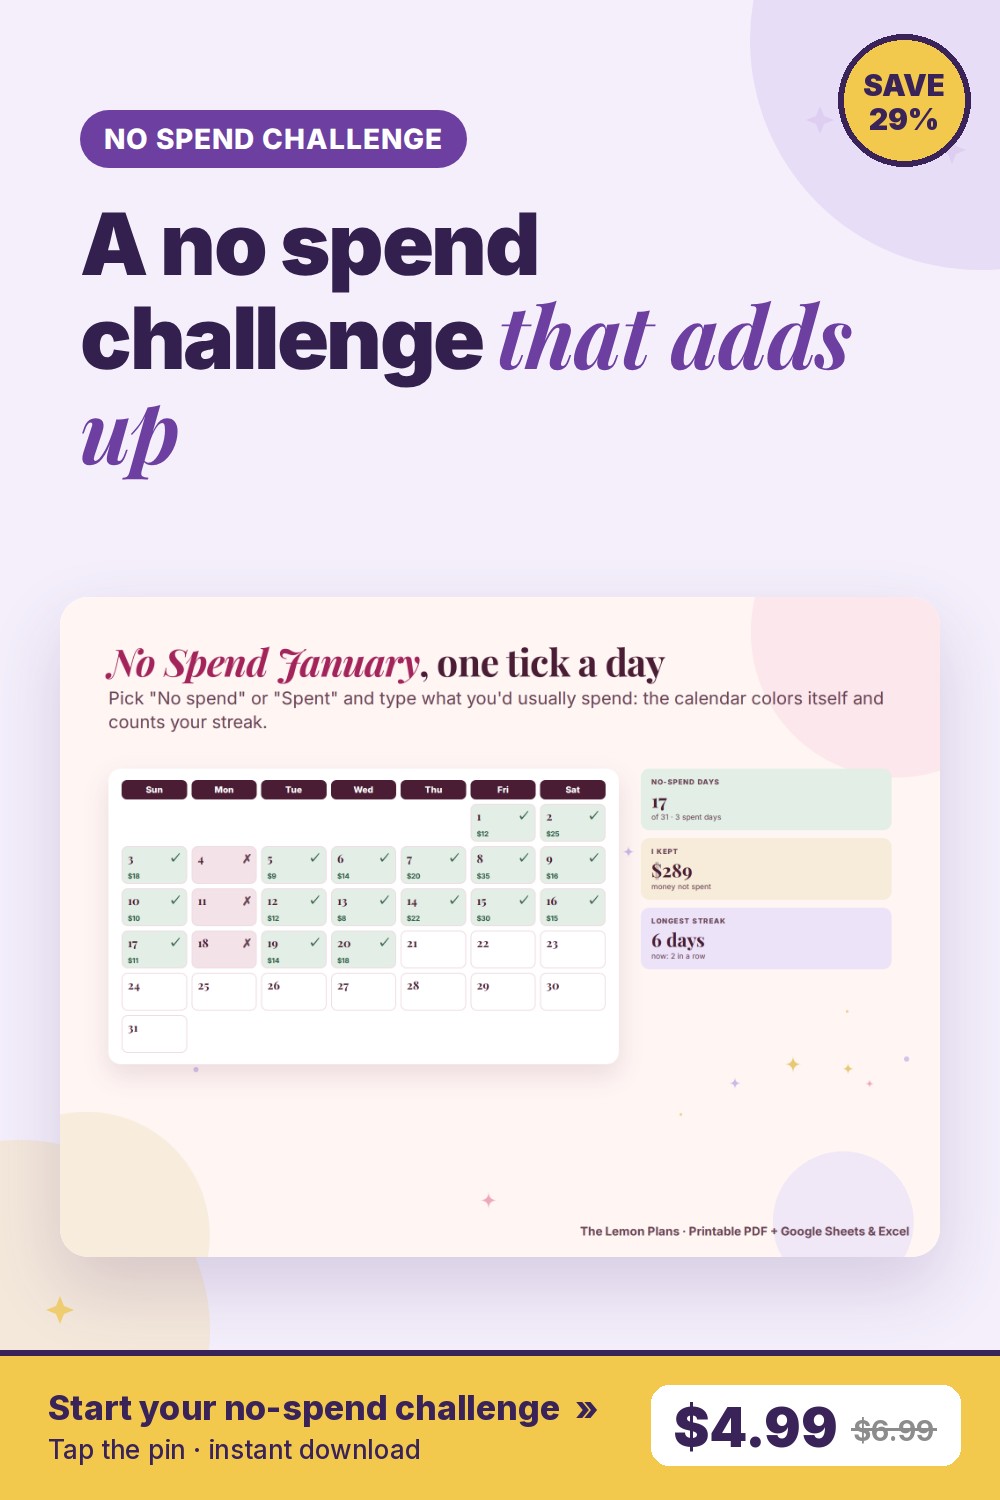 SAVE
29%
NO SPEND CHALLENGE
A no spend
challenge that adds
up
No Spend January, one tick a day
Pick "No spend" or "Spent" and type what you'd usually spend: the calendar colors itself and
counts your streak.
Sun Mon Tue Wed Thu Fri Sat
1 ✓ 2 ✓
$12 $25
3 ✓ 4 ✗ 5 ✓ 6 ✓ 7 ✓ 8 ✓ 9 ✓
$18 $9 $14 $20 $35 $16
10 ✓ 11 ✗ 12 ✓ 13 ✓ 14 ✓ 15 ✓ 16 ✓
$10 $12 $8 $22 $30 $15
17 ✓ 18 ✗ 19 ✓ 20 ✓ 21 22 23
$11 $14 $18
24 25 26 27 28 29 30
31
NO-SPEND DAYS
17
of 31 · 3 spent days
I KEPT
$289
money not spent
LONGEST STREAK
6 days
now: 2 in a row
The Lemon Plans · Printable PDF + Google Sheets & Excel
Start your no-spend challenge »
Tap the pin · instant download
$4.99 $6.99